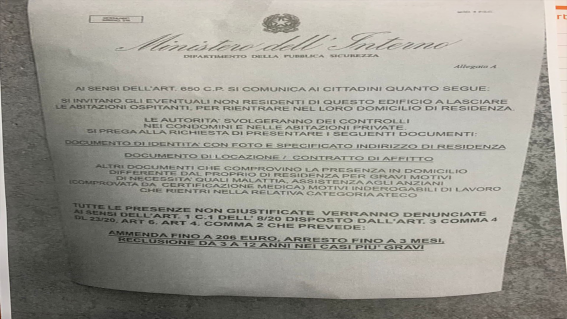 Ministero dell'Interno
DIPARTIMENTO DELLA PUBBLICA SICUREZZA
Allegato A
AI SENSI DELL'ART. 650 C.P. SI COMUNICA AI CITTADINI QUANTO SEGUE:
SI INVITANO GLI EVENTUALI NON RESIDENTI DI QUESTO EDIFICIO A LASCIARE
LE ABITAZIONI OSPITANTI, PER RIENTRARE NEL LORO DOMICILIO DI RESIDENZA.
LE AUTORITA' SVOLGERANNO DEI CONTROLLI
NEI CONDOMINI E NELLE ABITAZIONI PRIVATE.
SI PREGA ALLA RICHIESTA DI PRESENTARE I SEGUENTI DOCUMENTI:
DOCUMENTO DI IDENTITA CON FOTO E SPECIFICATO INDIRIZZO DI RESIDENZA
DOCUMENTO DI LOCAZIONE / CONTRATTO DI AFFITTO
ALTRI DOCUMENTI CHE COMPROVINO LA PRESENZA IN DOMICILIO
DIFFERENTE DAL PROPRIO DI RESIDENZA PER GRAVI MOTIVI
DI NECESSITA' QUALI MALATTIA, ASSISTENZA AGLI ANZIANI
(COMPROVATA DA CERTIFICAZIONE MEDICA) MOTIVI INDEROGABILI DI LAVORO
CHE RIENTRI NELLA RELATIVA CATEGORIA ATECO
TUTTE LE PRESENZE NON GIUSTIFICATE VERRANNO DENUNCIATE
AI SENSI DELL'ART. 1 C.1 DELL' 8/20 DISPOSTO DALL'ART. 3 COMMA 4
DL 23/20, ART 6. ART 4. COMMA 2 CHE PREVEDE:
AMMENDA FINO A 206 EURO, ARRESTO FINO A 3 MESI,
RECLUSIONE DA 3 A 12 ANNI NEI CASI PIU' GRAVI